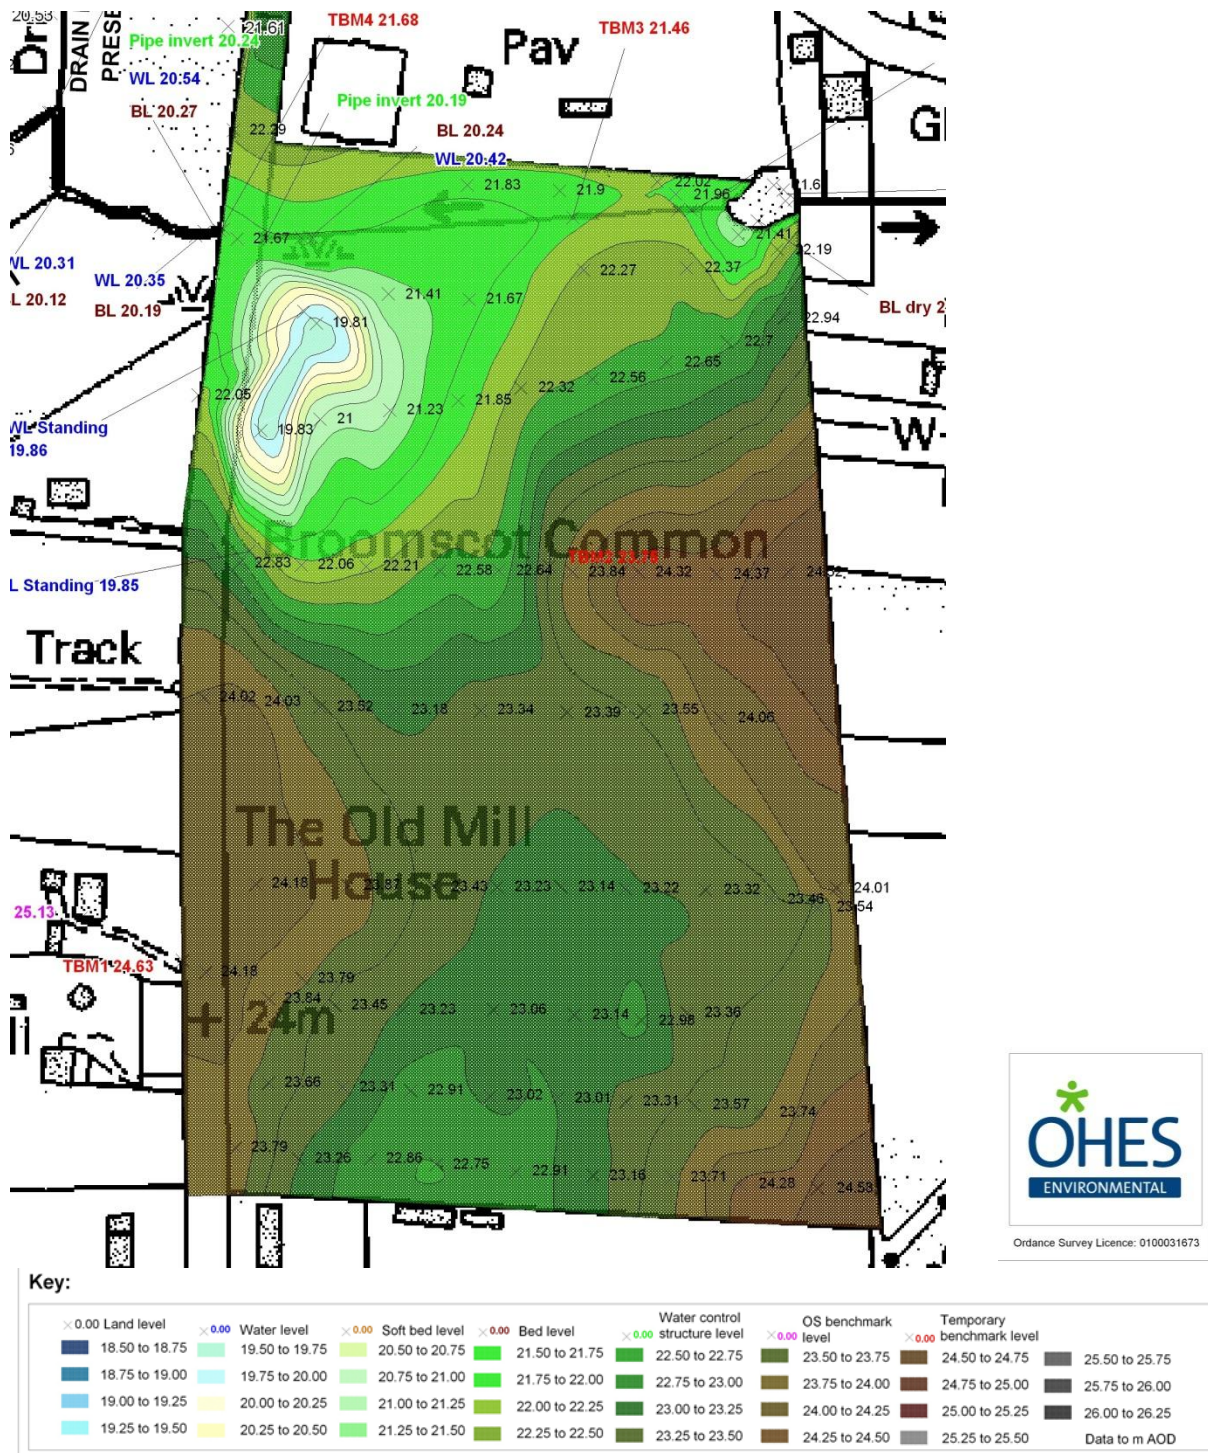 20.53
Dr
DRAIN
PRESE
21.61
Pipe invert 20.24
TBM4 21.68
Pav
TBM3 21.46
WL 20.54
BL 20.27
Pipe invert 20.19
BL 20.24
WL 20.42
22.29
21.83
21.9
22.02
21.96
21.6
21.41
22.19
21.67
WL 20.31
L 20.12
WL 20.35
BL 20.19
22.27
22.37
21.41
21.67
BL dry 2
19.81
22.94
22.7
22.65
22.56
22.32
22.05
21.85
21.23
21
19.83
WL Standing
19.86
W
Broomscot Common
TBM2 23.75
22.83
22.06
22.21
22.58
22.64
23.84
24.32
24.37
L Standing 19.85
Track
24.02
24.03
23.52
23.18
23.34
23.39
23.55
24.06
The Old Mill
House
24.18
23.43
23.23
23.14
23.22
23.32
23.46
24.01
23.54
25.13
TBM1 24.63
24.18
23.79
23.84
23.45
23.23
23.06
23.14
22.98
23.36
24m
23.66
23.31
22.91
23.02
23.01
23.31
23.57
23.74
23.79
23.26
22.86
22.75
22.91
23.16
23.71
24.28
24.53
OHES
ENVIRONMENTAL
Ordance Survey Licence: 0100031673
Key:
0.00 Land level
18.50 to 18.75
18.75 to 19.00
19.00 to 19.25
19.25 to 19.50
0.00 Water level
19.50 to 19.75
19.75 to 20.00
20.00 to 20.25
20.25 to 20.50
0.00 Soft bed level
20.50 to 20.75
20.75 to 21.00
21.00 to 21.25
21.25 to 21.50
0.00 Bed level
21.50 to 21.75
21.75 to 22.00
22.00 to 22.25
22.25 to 22.50
Water control
0.00 structure level
22.50 to 22.75
22.75 to 23.00
23.00 to 23.25
23.25 to 23.50
OS benchmark
0.00 level
23.50 to 23.75
23.75 to 24.00
24.00 to 24.25
24.25 to 24.50
Temporary
0.00 benchmark level
24.50 to 24.75
24.75 to 25.00
25.00 to 25.25
25.25 to 25.50
25.50 to 25.75
25.75 to 26.00
26.00 to 26.25
Data to m AOD